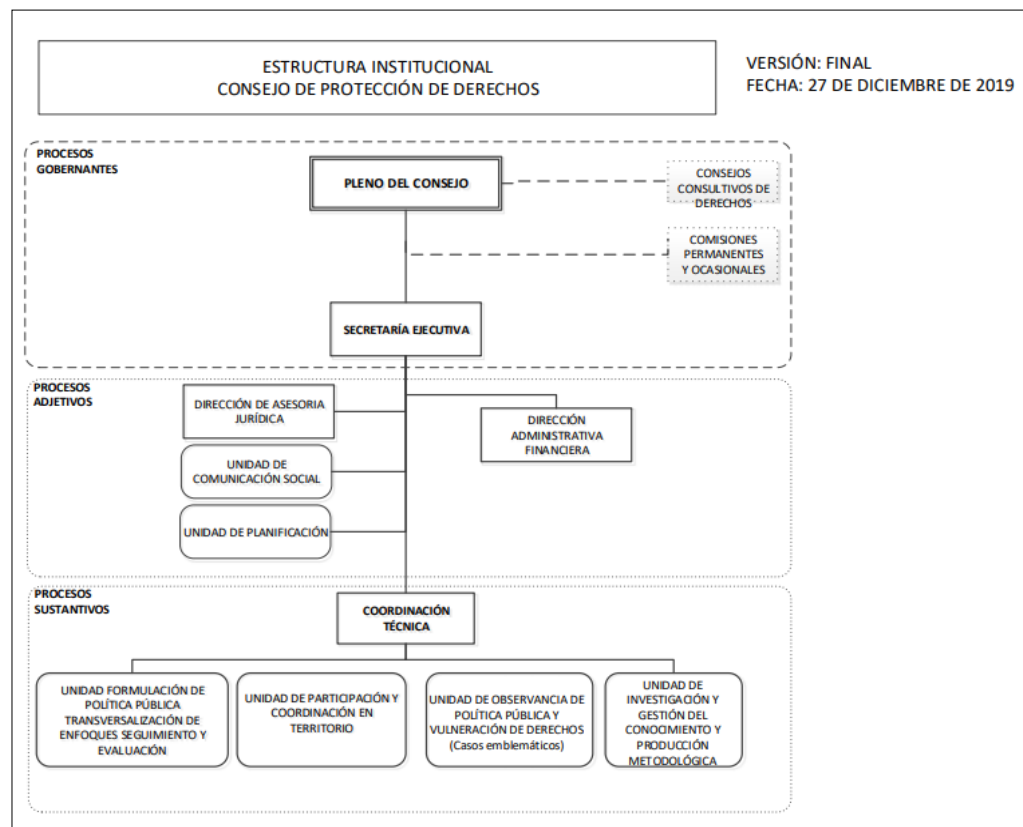 ESTRUCTURA INSTITUCIONAL
CONSEJO DE PROTECCIÓN DE DERECHOS
VERSIÓN: FINAL
FECHA: 27 DE DICIEMBRE DE 2019
PROCESOS
GOBERNANTES
PLENO DEL CONSEJO
CONSEJOS
CONSULTIVOS DE
DERECHOS
COMISIONES
PERMANENTES
Y OCASIONALES
SECRETARÍA EJECUTIVA
PROCESOS
ADJETIVOS
DIRECCIÓN DE ASESORIA
JURÍDICA
DIRECCIÓN
ADMINISTRATIVA
FINANCIERA
UNIDAD DE
COMUNICACIÓN SOCIAL
UNIDAD DE PLANIFICACIÓN
PROCESOS
SUSTANTIVOS
COORDINACIÓN
TÉCNICA
UNIDAD FORMULACIÓN DE
POLÍTICA PÚBLICA
TRANSVERSALIZACIÓN DE
ENFOQUES SEGUIMIENTO Y
EVALUACIÓN
UNIDAD DE PARTICIPACIÓN Y
COORDINACIÓN EN
TERRITORIO
UNIDAD DE OBSERVANCIA DE
POLÍTICA PÚBLICA Y
VULNERACIÓN DE DERECHOS
(Casos emblemáticos)
UNIDAD DE
INVESTIGACIÓN Y
GESTIÓN DEL
CONOCIMIENTO Y
PRODUCCIÓN
METODOLÓGICA